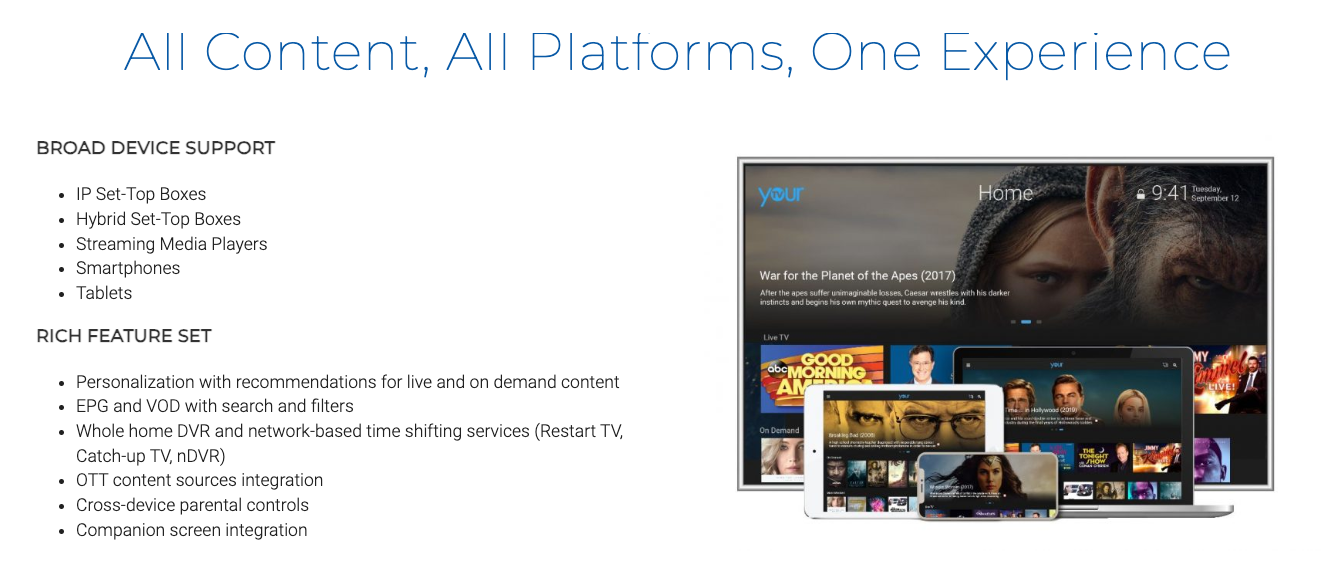 All Content, All Platforms, One Experience
BROAD DEVICE SUPPORT
• IP Set-Top Boxes
• Hybrid Set-Top Boxes
• Streaming Media Players
• Smartphones
• Tablets
RICH FEATURE SET
• Personalization with recommendations for live and on demand content
• EPG and VOD with search and filters
• Whole home DVR and network-based time shifting services (Restart TV,
Catch-up TV, nDVR)
• OTT content sources integration
• Cross-device parental controls
• Companion screen integration
your TV
Home
9:41 Tuesday,
September 12
War for the Planet of the Apes (2017)
After the apes suffer unimaginable losses, Caesar wrestles with his darker
instincts and begins his own mythic quest to avenge his kind.
Live TV
abc GOOD
MORNING
AMERICA
On Demand
your
Time... in Hollywood (2019)
THE
TONIGHT
SHOW
LIVE!
your
Breaking Bad (2008)
(2017)